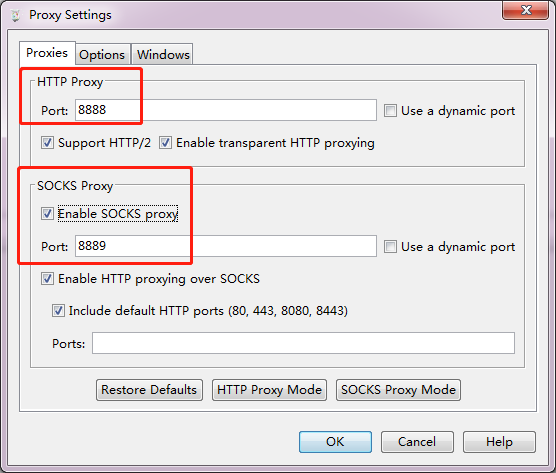 Proxy Settings
Proxies Options Windows
HTTP Proxy
Port: 8888 Use a dynamic port
Support HTTP/2 Enable transparent HTTP proxying
SOCKS Proxy
Enable SOCKS proxy
Port: 8889 Use a dynamic port
Enable HTTP proxying over SOCKS
Include default HTTP ports (80, 443, 8080, 8443)
Ports:
Restore Defaults HTTP Proxy Mode SOCKS Proxy Mode
OK Cancel Help